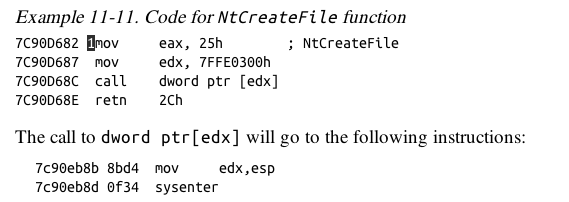 Example 11-11. Code for NtCreateFile function
7C90D682 1mov eax, 25h ; NtCreateFile
7C90D687 mov edx, 7FFE0300h
7C90D68C call dword ptr [edx]
7C90D68E retn 2Ch
The call to dword ptr[edx] will go to the following instructions:
7c90eb8b 8bd4 mov edx,esp
7c90eb8d 0f34 sysenter